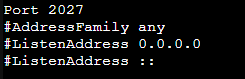 Port 2027
#AddressFamily any
#ListenAddress 0.0.0.0
#ListenAddress ::